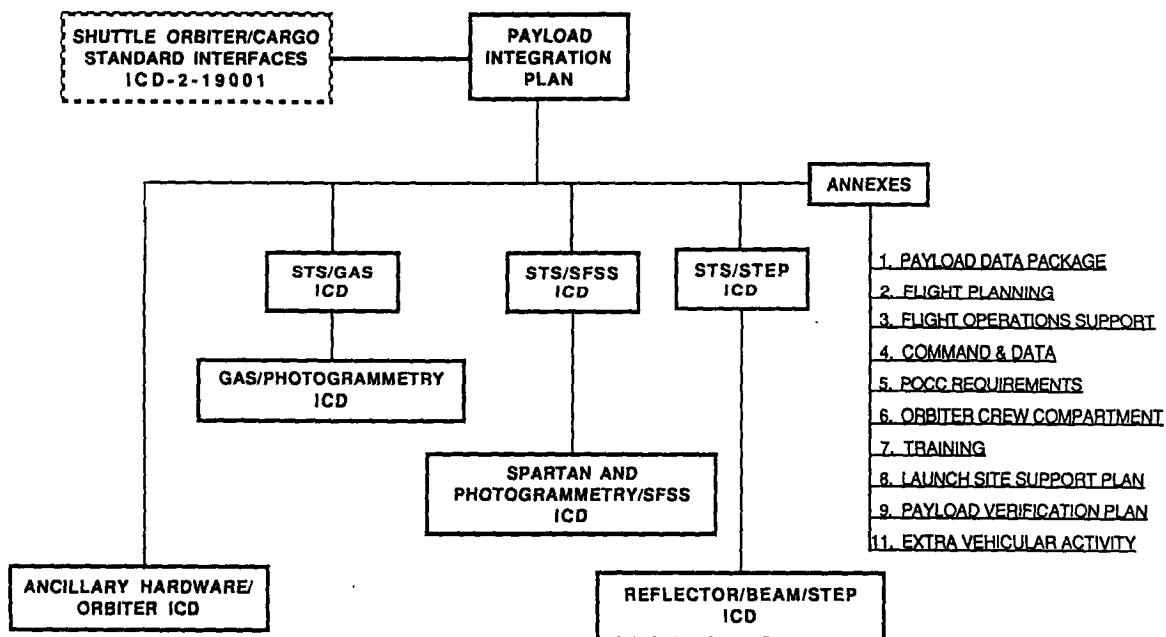 SHUTTLE ORBITER/CARGO
STANDARD INTERFACES
ICD-2-19001
PAYLOAD
INTEGRATION
PLAN
ANNEXES
STS/GAS
ICD
STS/SFSS
ICD
STS/STEP
ICD
1. PAYLOAD DATA PACKAGE
2. FLIGHT PLANNING
3. FLIGHT OPERATIONS SUPPORT
4. COMMAND & DATA
5. POCC REQUIREMENTS
6. ORBITER CREW COMPARTMENT
7. TRAINING
8. LAUNCH SITE SUPPORT PLAN
9. PAYLOAD VERIFICATION PLAN
11. EXTRA VEHICULAR ACTIVITY
GAS/PHOTOGRAMMETRY
ICD
SPARTAN AND
PHOTOGRAMMETRY/SFSS
ICD
ANCILLARY HARDWARE/
ORBITER ICD
REFLECTOR/BEAM/STEP
ICD